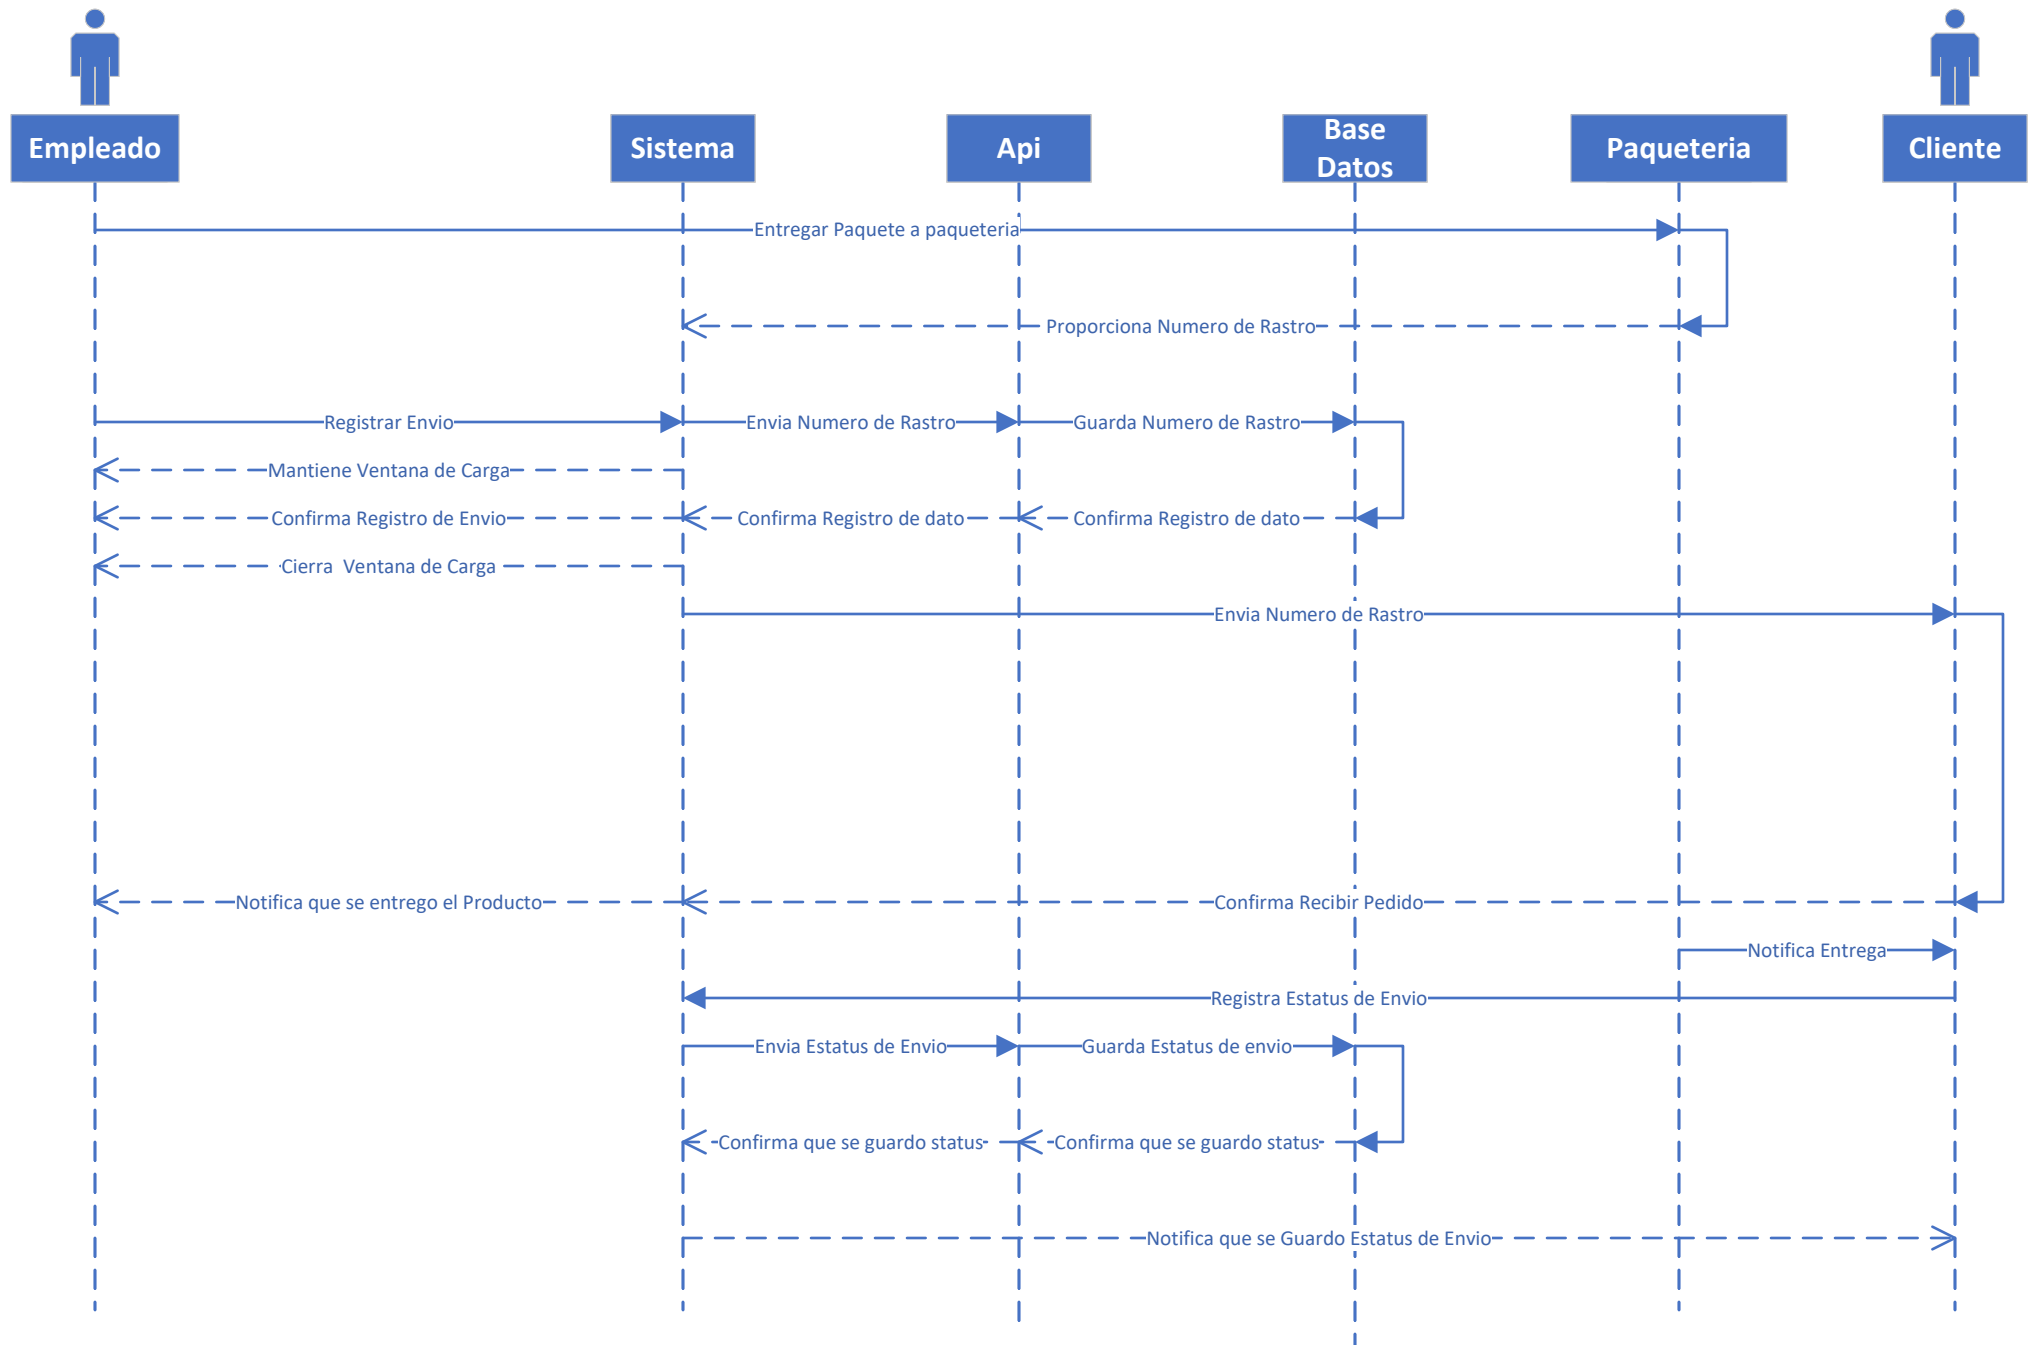 Empleado
Sistema
Api
Base
Datos
Paqueteria
Cliente
Entregar Paquete a paqueteria
Proporciona Numero de Rastro
Registrar Envio
Envia Numero de Rastro
Guarda Numero de Rastro
Mantiene Ventana de Carga
Confirma Registro de Envio
Confirma Registro de dato
Confirma Registro de dato
Cierra  Ventana de Carga
Envia Numero de Rastro
Notifica que se entrego el Producto
Confirma Recibir Pedido
Notifica Entrega
Registra Estatus de Envio
Envia Estatus de Envio
Guarda Estatus de envio
Confirma que se guardo status
Confirma que se guardo status
Notifica que se Guardo Estatus de Envio